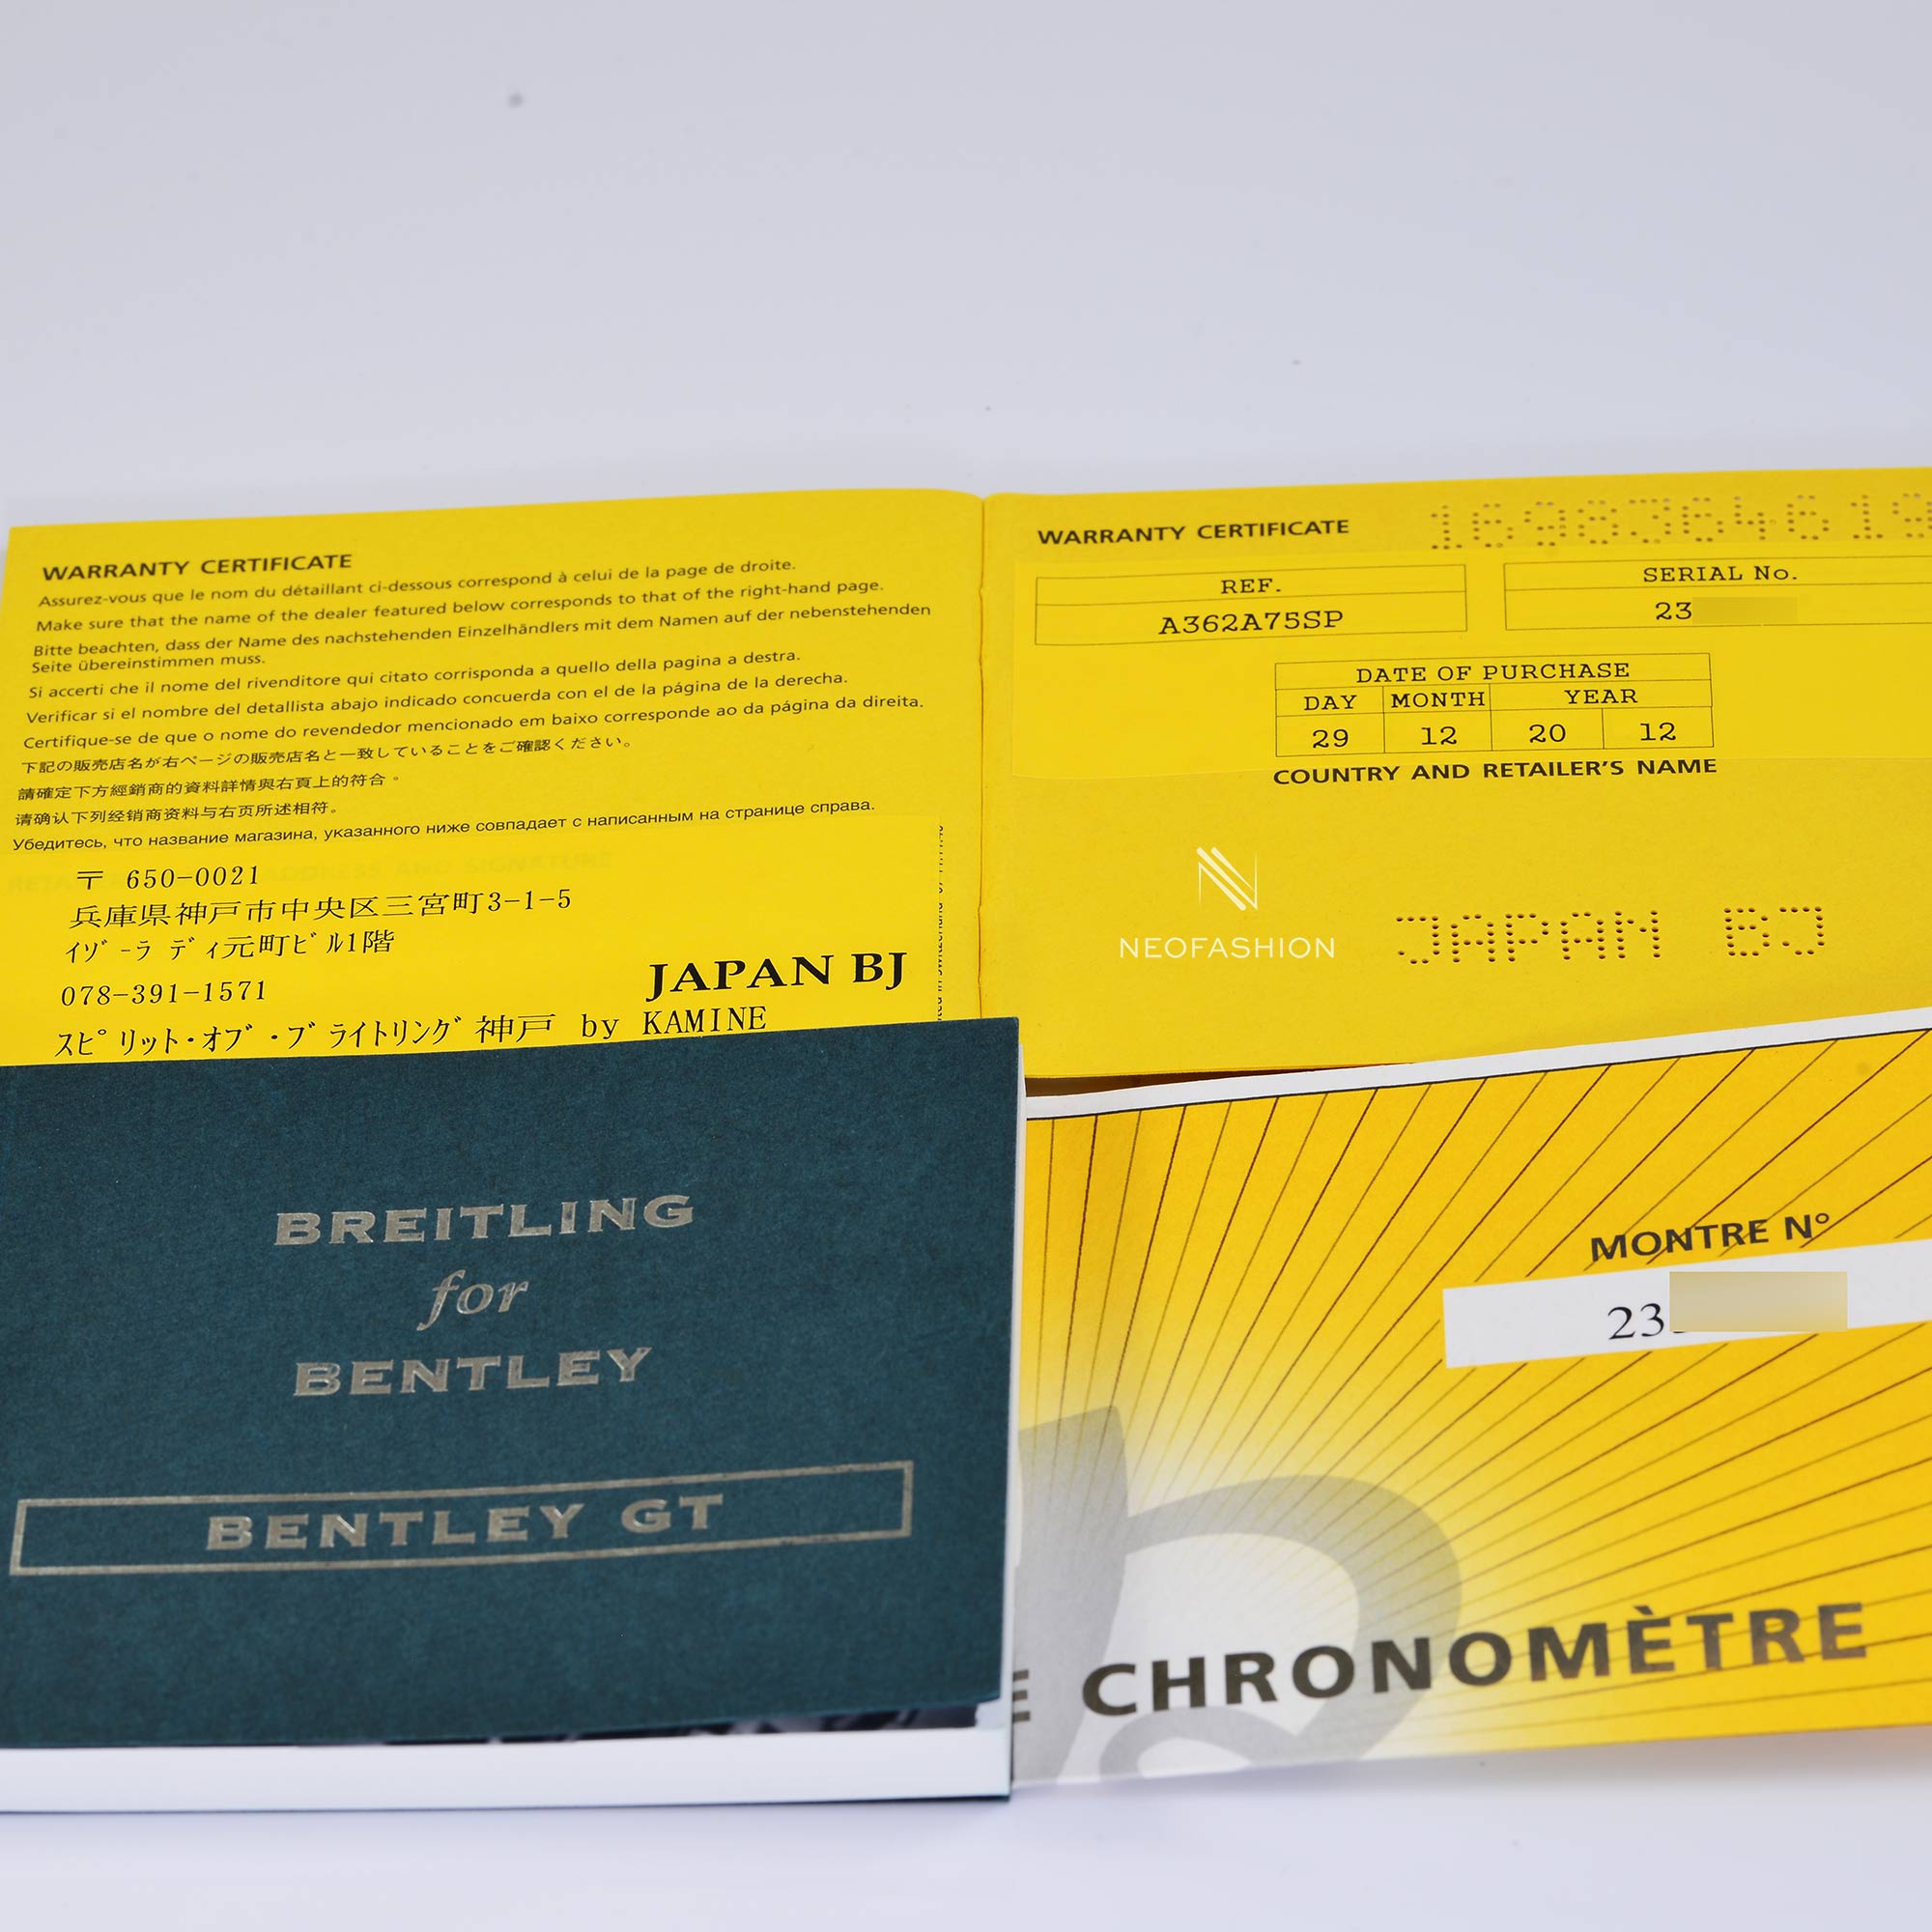 WARRANTY CERTIFICATE
Assurez-vous que le nom du détaillant ci-dessous correspond à celui de la page de droite.
Make sure that the name of the dealer featured below corresponds to that of the right-hand page.
Bitte beachten, dass der Name des nachstehenden Einzelhändlers mit dem Namen auf der nebenstehenden
Seite übereinstimmen muss.
Si accerti che il nome del rivenditore qui citato corrisponda a quello della pagina a destra.
Verificar si el nombre del detallista abajo indicado concuerda con el de la página de la derecha.
Certifique-se de que o nome do revendedor mencionado em baixo corresponde ao da página da direita.
下記の販売店名が右ページの販売店名と一致していることをご確認ください。
請確定下方經銷商的資料詳情與右頁上的符合。
请确认下列经销商资料与右页所述相符。
Убедитесь, что название магазина, указанного ниже совпадает с написанным на странице справа.
〒 650-0021
兵庫県神戸市中央区三宮町3-1-5
ｲｿﾞｰﾗ ﾃﾞｨ元町ﾋﾞﾙ1階
078-391-1571
JAPAN BJ
ｽﾋﾟﾘｯﾄ･ｵﾌﾞ･ﾌﾞﾗｲﾄﾘﾝｸﾞ神戸 by KAMINE
WARRANTY CERTIFICATE
REF.
A362A75SP
SERIAL No.
23
DATE OF PURCHASE
DAY MONTH YEAR
29 12 20 12
COUNTRY AND RETAILER'S NAME
NEOFASHION
JAPAN BJ
BREITLING
for
BENTLEY
BENTLEY GT
MONTRE N°
23
CHRONOMÈTRE